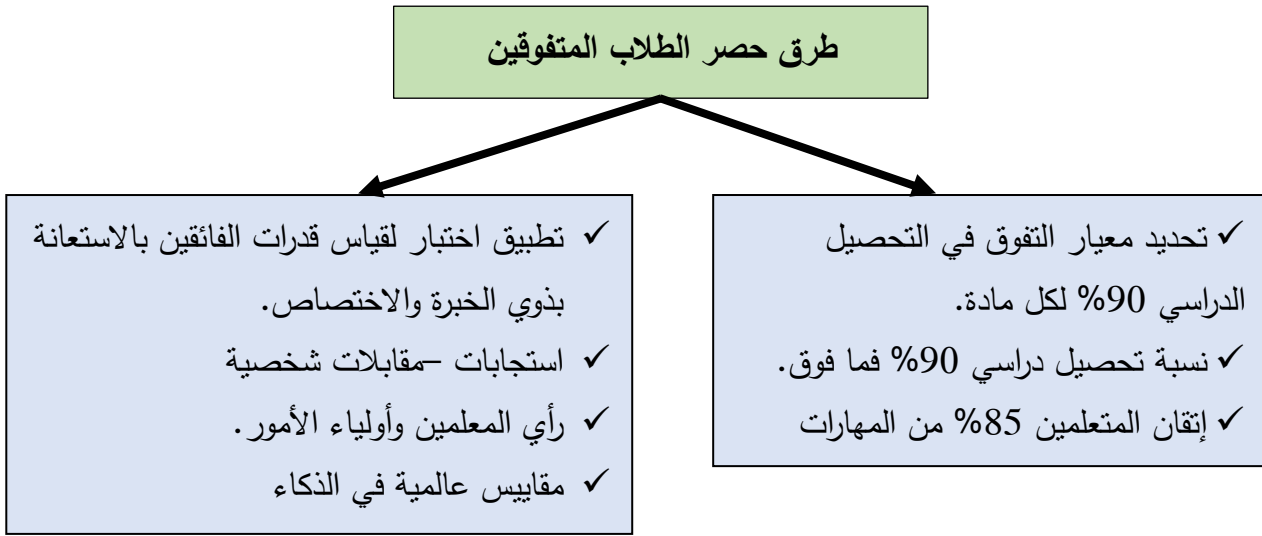 طرق حصر الطلاب المتفوقين
✓ تحديد معيار التفوق في التحصيل
الدراسي 90% لكل مادة.
✓ نسبة تحصيل دراسي 90% فما فوق.
✓ إتقان المتعلمين 85% من المهارات
✓ تطبيق اختبار لقياس قدرات الفائقين بالاستعانة
بذوي الخبرة والاختصاص.
✓ استجابات –مقابلات شخصية
✓ رأي المعلمين وأولياء الأمور.
✓ مقاييس عالمية في الذكاء